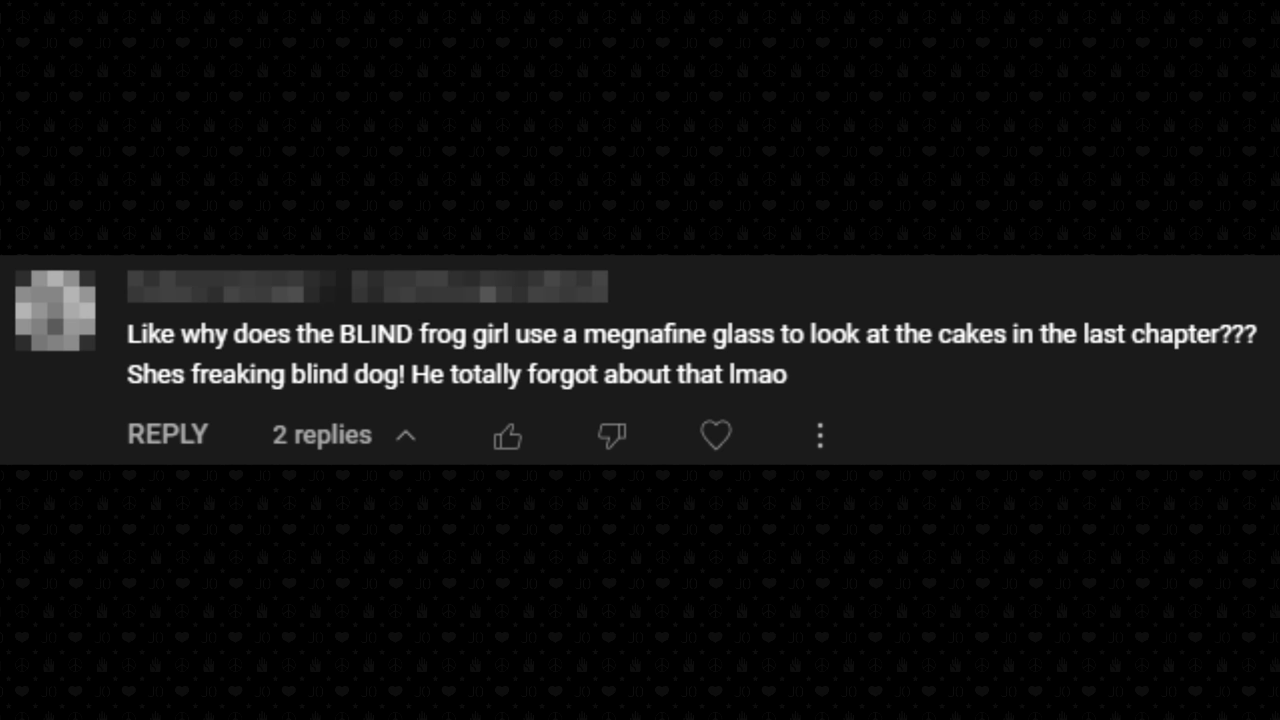 Like why does the BLIND frog girl use a megnafine glass to look at the cakes in the last chapter???
Shes freaking blind dog! He totally forgot about that lmao
REPLY 2 replies